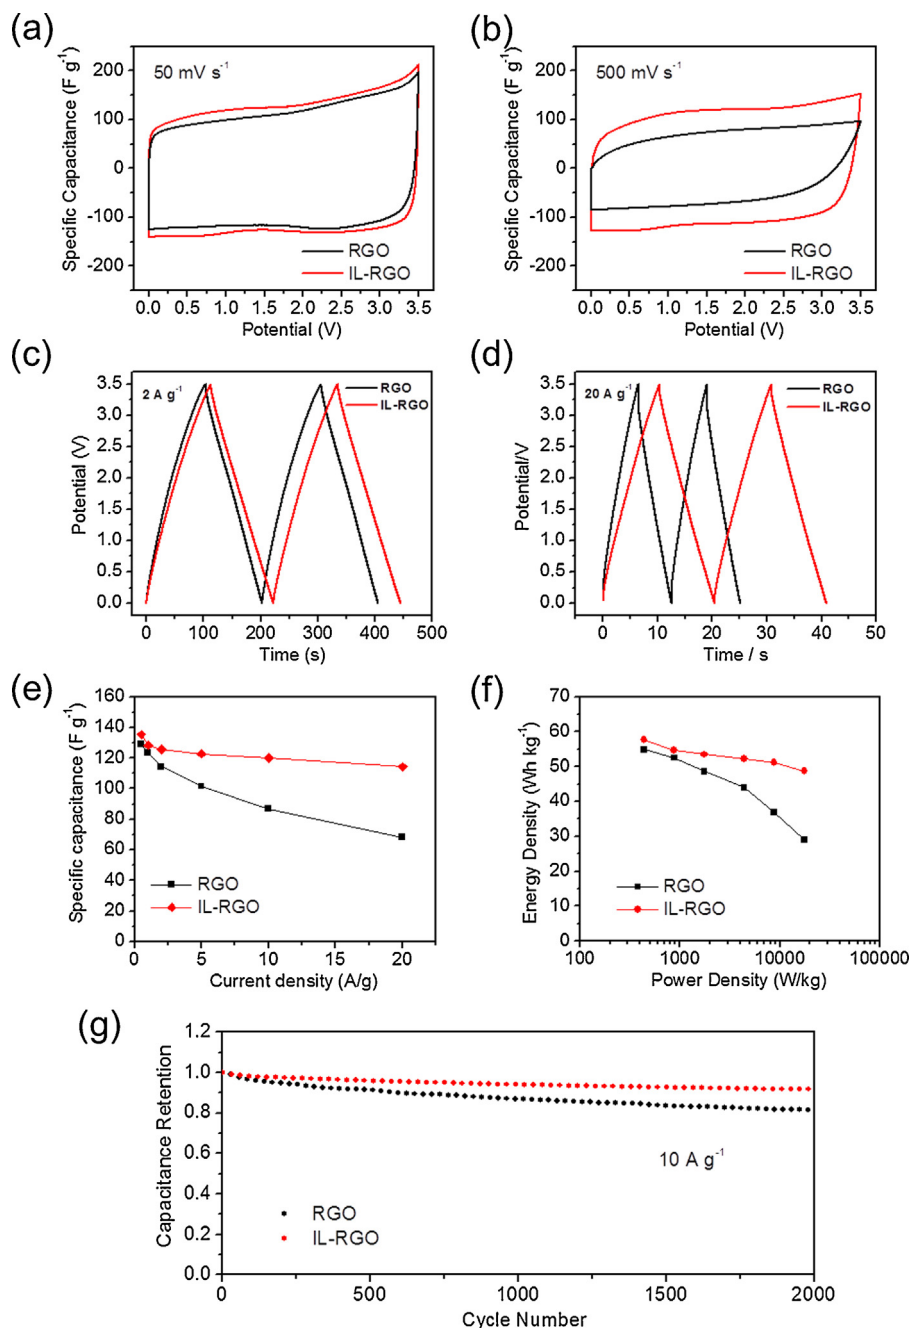 (a)
Specific Capacitance (F g⁻¹)
200
100
0
-100
-200
50 mV s⁻¹
RGO
IL-RGO
0.0 0.5 1.0 1.5 2.0 2.5 3.0 3.5
Potential (V)
(b)
Specific Capacitance (F g⁻¹)
200
100
0
-100
-200
500 mV s⁻¹
RGO
IL-RGO
0.0 0.5 1.0 1.5 2.0 2.5 3.0 3.5
Potential (V)
(c)
Potential (V)
3.5
3.0
2.5
2.0
1.5
1.0
0.5
0.0
2 A g⁻¹
RGO
IL-RGO
0 100 200 300 400 500
Time (s)
(d)
Potential/V
3.5
3.0
2.5
2.0
1.5
1.0
0.5
0.0
20 A g⁻¹
RGO
IL-RGO
0 10 20 30 40 50
Time / s
(e)
Specific capacitance (F g⁻¹)
160
140
120
100
80
60
40
20
0
RGO
IL-RGO
0 5 10 15 20
Current density (A/g)
(f)
Energy Density (Wh kg⁻¹)
70
60
50
40
30
20
10
0
RGO
IL-RGO
100 1000 10000 100000
Power Density (W/kg)
(g)
Capacitance Retention
1.2
1.0
0.8
0.6
0.4
0.2
0.0
10 A g⁻¹
RGO
IL-RGO
0 500 1000 1500 2000
Cycle Number